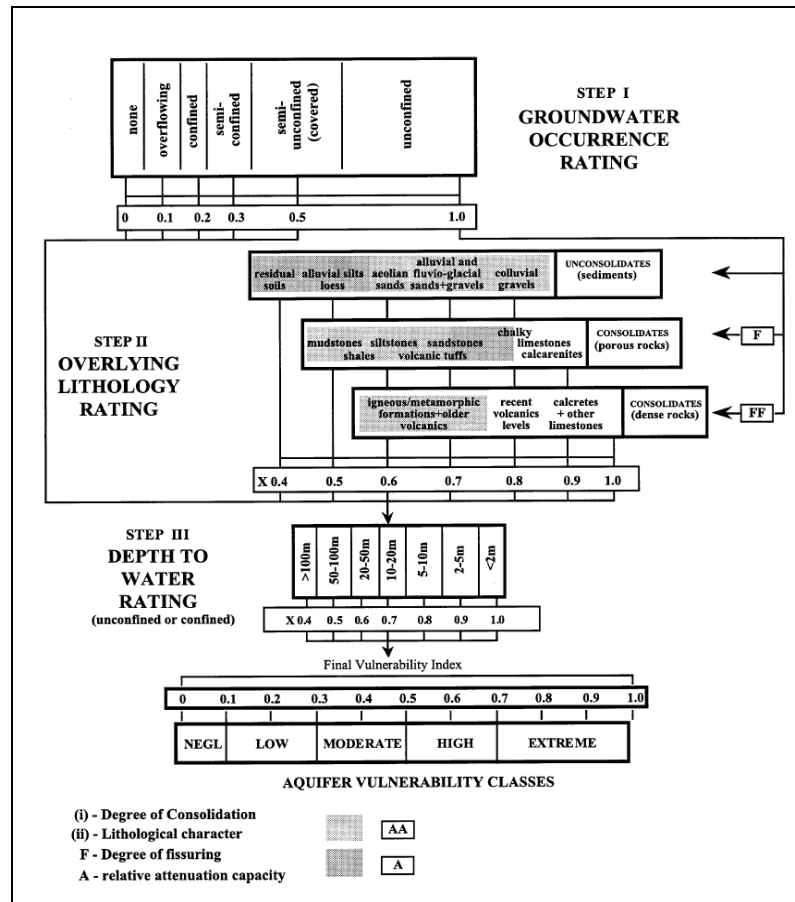 none
overflowing
confined
semi-
confined
semi-
unconfined
(covered)
unconfined
STEP I
GROUNDWATER
OCCURRENCE
RATING
0 0.1 0.2 0.3 0.5 1.0
residual
soils
alluvial silts
loess
aeolian
sands
alluvial and
fluvio-glacial
sands+gravels
colluvial
gravels
UNCONSOLIDATES
(sediments)
STEP II
OVERLYING
LITHOLOGY
RATING
mudstones siltstones sandstones
shales volcanic tuffs
chalky
limestones
calcarenites
CONSOLIDATES
(porous rocks)
F
igneous/metamorphic
formations+older
volcanics
recent
volcanics
levels
calcretes
+ other
limestones
CONSOLIDATES
(dense rocks)
FF
X 0.4 0.5 0.6 0.7 0.8 0.9 1.0
STEP III
DEPTH TO
WATER
RATING
(unconfined or confined)
>100m
50-100m
20-50m
10-20m
5-10m
2-5m
<2m
X 0.4 0.5 0.6 0.7 0.8 0.9 1.0
Final Vulnerability Index
0 0.1 0.2 0.3 0.4 0.5 0.6 0.7 0.8 0.9 1.0
NEGL LOW MODERATE HIGH EXTREME
AQUIFER VULNERABILITY CLASSES
(i) - Degree of Consolidation
(ii) - Lithological character
F - Degree of fissuring
A - relative attenuation capacity
AA
A